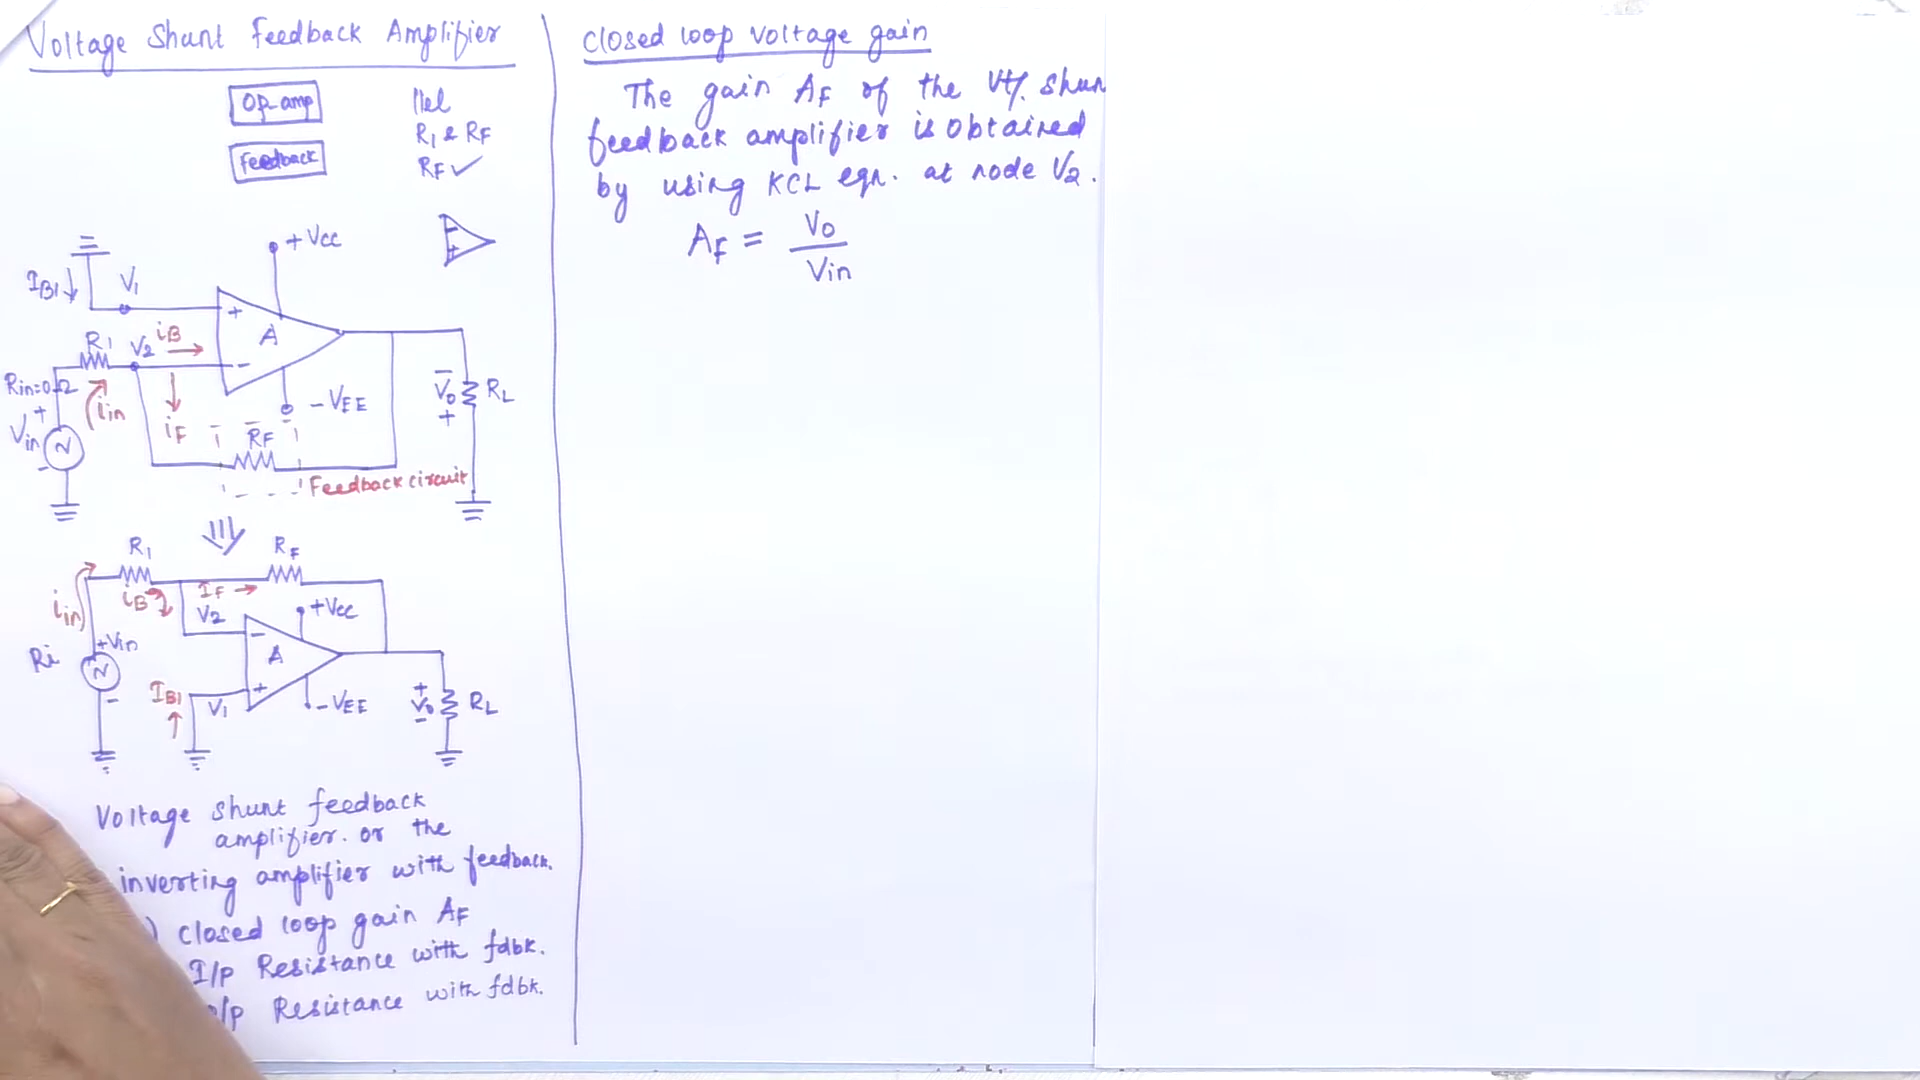 Voltage Shunt Feedback Amplifier
Op-amp
Feedback
llel
R1 & RF
RF ✓
+Vcc
IB1
V1
+
A
-
R1
V2
iB
Rin=0Ω
iin
+
Vin
-
iF
-VEE
RF
-
Vo
+
RL
Feedback circuit
R1
RF
iB
IF
iin
V2
+Vcc
+Vin
Ri
-
-
A
+
IB1
V1
-VEE
+
Vo
-
RL
Voltage shunt feedback
amplifier. or the
inverting amplifier with feedback.
) Closed loop gain AF
I/p Resistance with fdbk.
o/p Resistance with fdbk.
Closed loop voltage gain
The gain AF of the Vtg. Shun
feedback amplifier is obtained
by using KCL eqn. at node V2.
AF = Vo
Vin